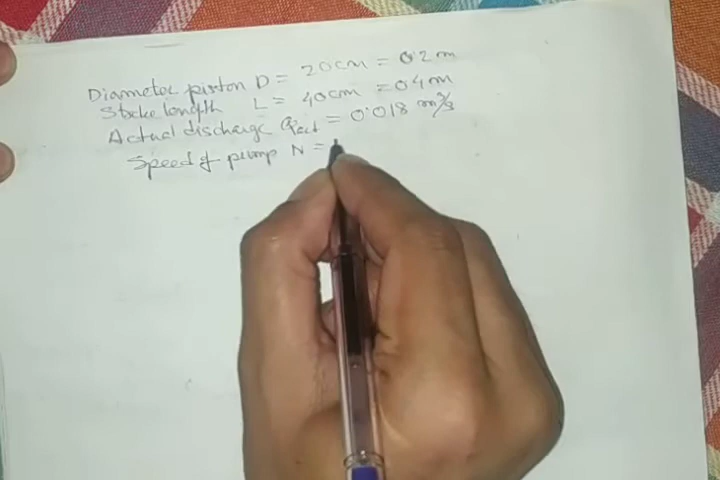 Diameter piston D = 20cm = 0.2m
Stroke length L = 40cm = 0.4m
Actual discharge Qact = 0.018 m³/s
Speed of pump N =